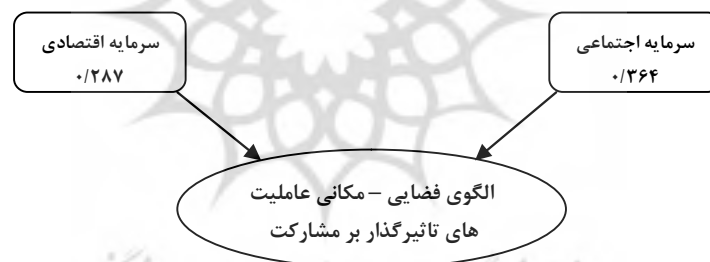 سرمایه اجتماعی
۰/۳۶۴
سرمایه اقتصادی
۰/۲۸۷
الگوی فضایی – مکانی عاملیت
های تاثیرگذار بر مشارکت